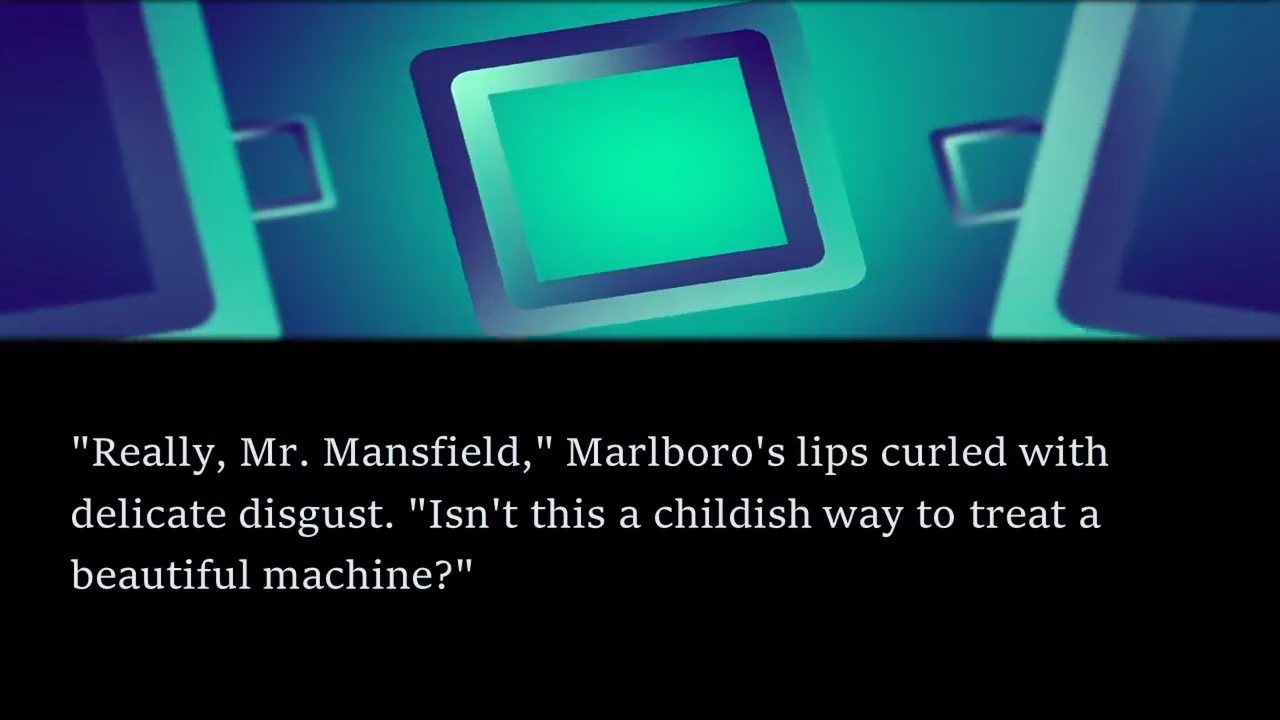 "Really, Mr. Mansfield," Marlboro's lips curled with
delicate disgust. "Isn't this a childish way to treat a
beautiful machine?"